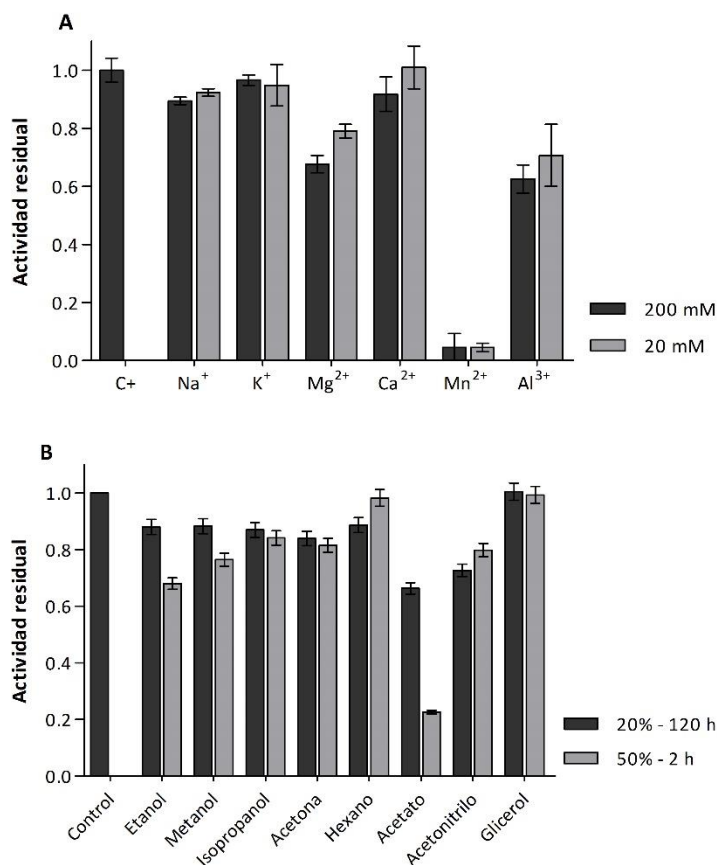 A
Actividad residual
1.0
0.8
0.6
0.4
0.2
0.0
C+ Na⁺ K⁺ Mg²⁺ Ca²⁺ Mn²⁺ Al³⁺
200 mM
20 mM
B
Actividad residual
1.0
0.8
0.6
0.4
0.2
0.0
Control
Etanol
Metanol
Isopropanol
Acetona
Hexano
Acetato
Acetonitrilo
Glicerol
20% - 120 h
50% - 2 h